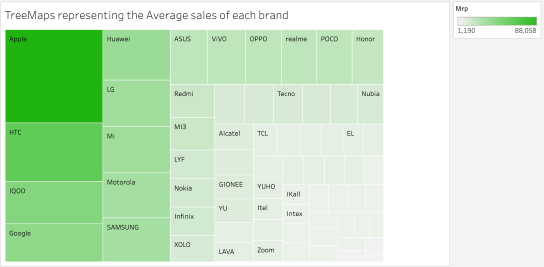 TreeMaps representing the Average sales of each brand
Mrp
1,190 88,058
Apple
Huawei
ASUS
ViVO
OPPO
realme
POCO
Honor
LG
Redmi
Tecno
Nubia
HTC
Mi
MI3
Alcatel
TCL
EL
LYF
IQOO
Motorola
Nokia
GIONEE
YUHO
IKall
YU
Itel
Intex
Infinix
Google
SAMSUNG
XOLO
LAVA
Zoom